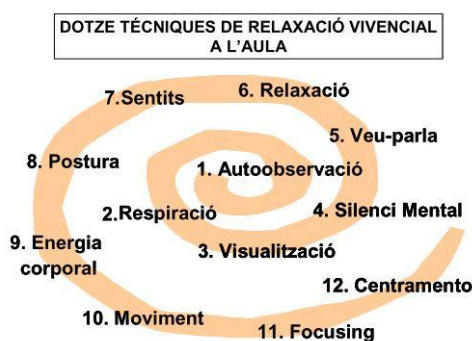 DOTZE TÉCNIQUES DE RELAXACIÓ VIVENCIAL
A L'AULA
1. Autoobservació
2.Respiració
3. Visualització
4. Silenci Mental
5. Veu-parla
6. Relaxació
7.Sentits
8. Postura
9. Energia
corporal
10. Moviment
11. Focusing
12. Centramento